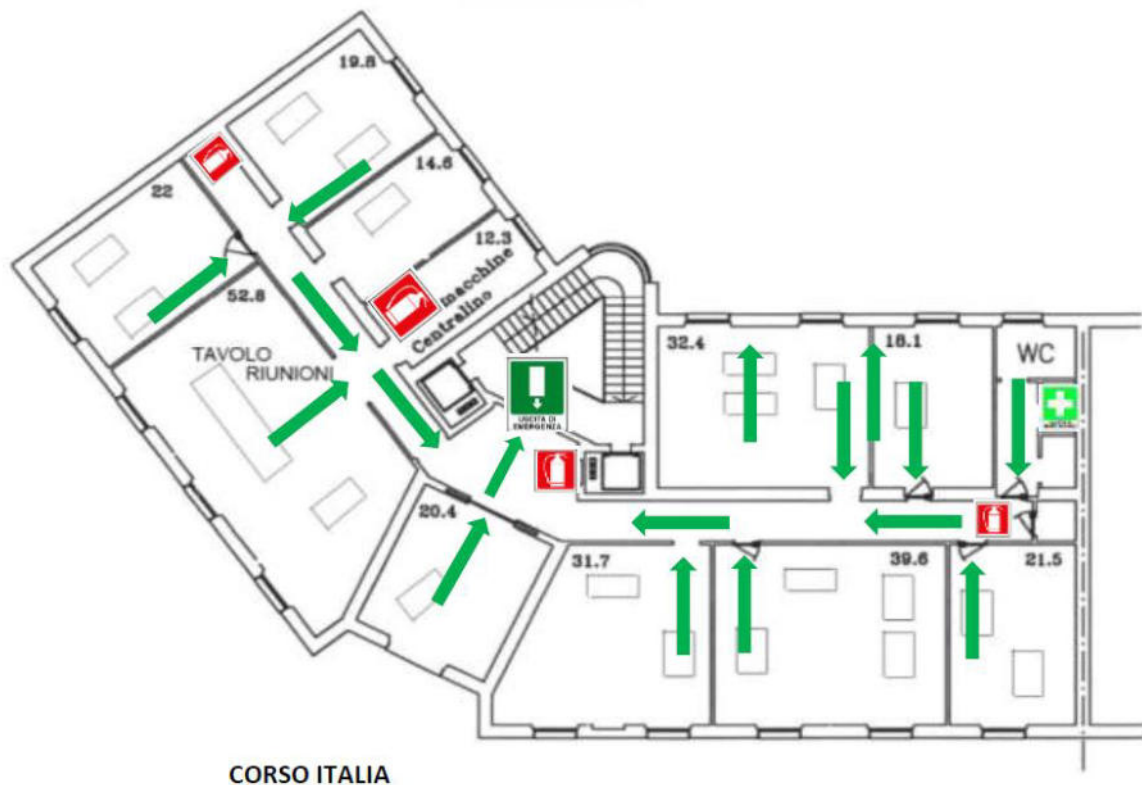 19.8
14.6
22
12.3
macchine
Centralino
52.8
TAVOLO
RIUNIONI
32.4
18.1
WC
USCITA DI
EMERGENZA
20.4
31.7
39.6
21.5
CORSO ITALIA